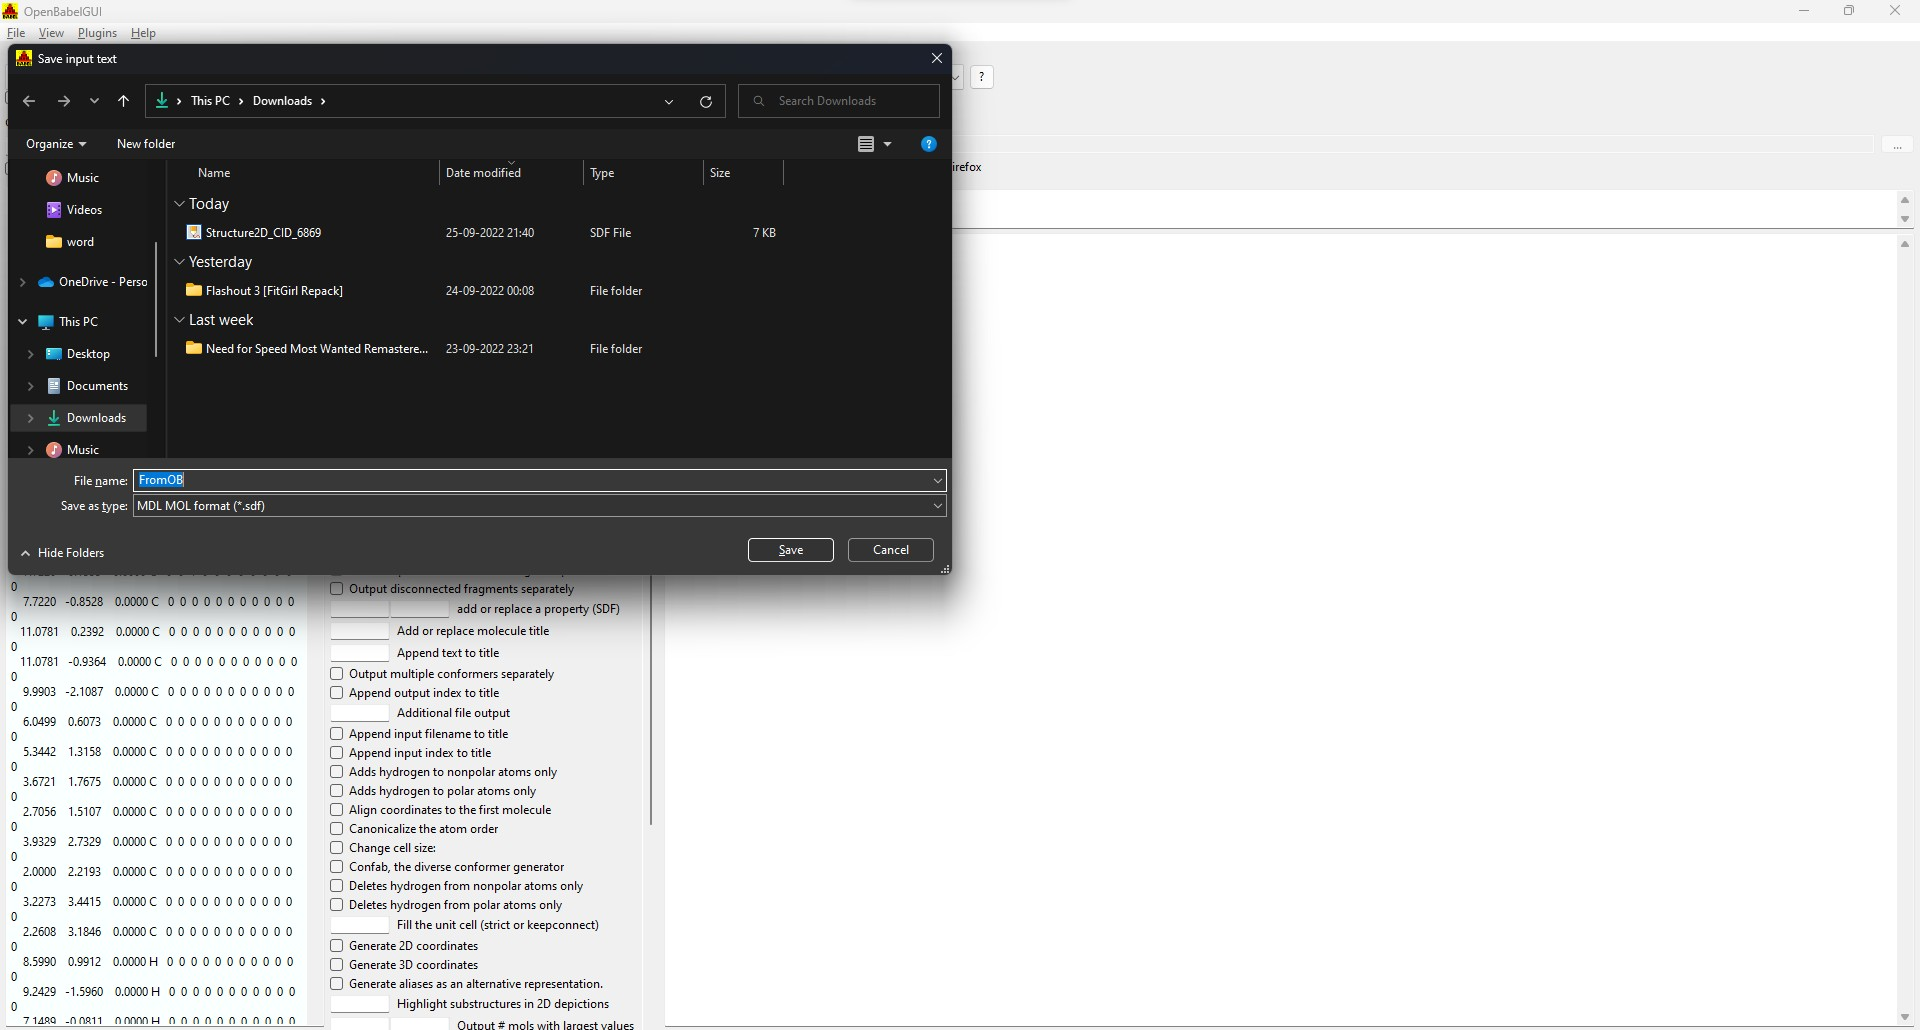 OpenBabelGUI
File View Plugins Help
Save input text
?
This PC Downloads
Search Downloads
Organize New folder
?
...
irefox
Name Date modified Type Size
Music
Videos
word
OneDrive - Perso
This PC
Desktop
Documents
Downloads
Music
Today
Structure2D_CID_6869 25-09-2022 21:40 SDF File 7 KB
Yesterday
Flashout 3 [FitGirl Repack] 24-09-2022 00:08 File folder
Last week
Need for Speed Most Wanted Remastere... 23-09-2022 23:21 File folder
File name: FromOB
Save as type: MDL MOL format (*.sdf)
Hide Folders
Save Cancel
0
7.7220 -0.8528 0.0000 C 0 0 0 0 0 0 0 0 0 0 0
0
11.0781 0.2392 0.0000 C 0 0 0 0 0 0 0 0 0 0 0
0
11.0781 -0.9364 0.0000 C 0 0 0 0 0 0 0 0 0 0 0
0
9.9903 -2.1087 0.0000 C 0 0 0 0 0 0 0 0 0 0 0
0
6.0499 0.6073 0.0000 C 0 0 0 0 0 0 0 0 0 0 0
0
5.3442 1.3158 0.0000 C 0 0 0 0 0 0 0 0 0 0 0
0
3.6721 1.7675 0.0000 C 0 0 0 0 0 0 0 0 0 0 0
0
2.7056 1.5107 0.0000 C 0 0 0 0 0 0 0 0 0 0 0
0
3.9329 2.7329 0.0000 C 0 0 0 0 0 0 0 0 0 0 0
0
2.0000 2.2193 0.0000 C 0 0 0 0 0 0 0 0 0 0 0
0
3.2273 3.4415 0.0000 C 0 0 0 0 0 0 0 0 0 0 0
0
2.2608 3.1846 0.0000 C 0 0 0 0 0 0 0 0 0 0 0
0
8.5990 0.9912 0.0000 H 0 0 0 0 0 0 0 0 0 0 0
0
9.2429 -1.5960 0.0000 H 0 0 0 0 0 0 0 0 0 0 0
0
7.1489 -0.0811 0.0000 H 0 0 0 0 0 0 0 0 0 0 0
Output disconnected fragments separately
add or replace a property (SDF)
Add or replace molecule title
Append text to title
Output multiple conformers separately
Append output index to title
Additional file output
Append input filename to title
Append input index to title
Adds hydrogen to nonpolar atoms only
Adds hydrogen to polar atoms only
Align coordinates to the first molecule
Canonicalize the atom order
Change cell size:
Confab, the diverse conformer generator
Deletes hydrogen from nonpolar atoms only
Deletes hydrogen from polar atoms only
Fill the unit cell (strict or keepconnect)
Generate 2D coordinates
Generate 3D coordinates
Generate aliases as an alternative representation.
Highlight substructures in 2D depictions
Output # mols with largest values